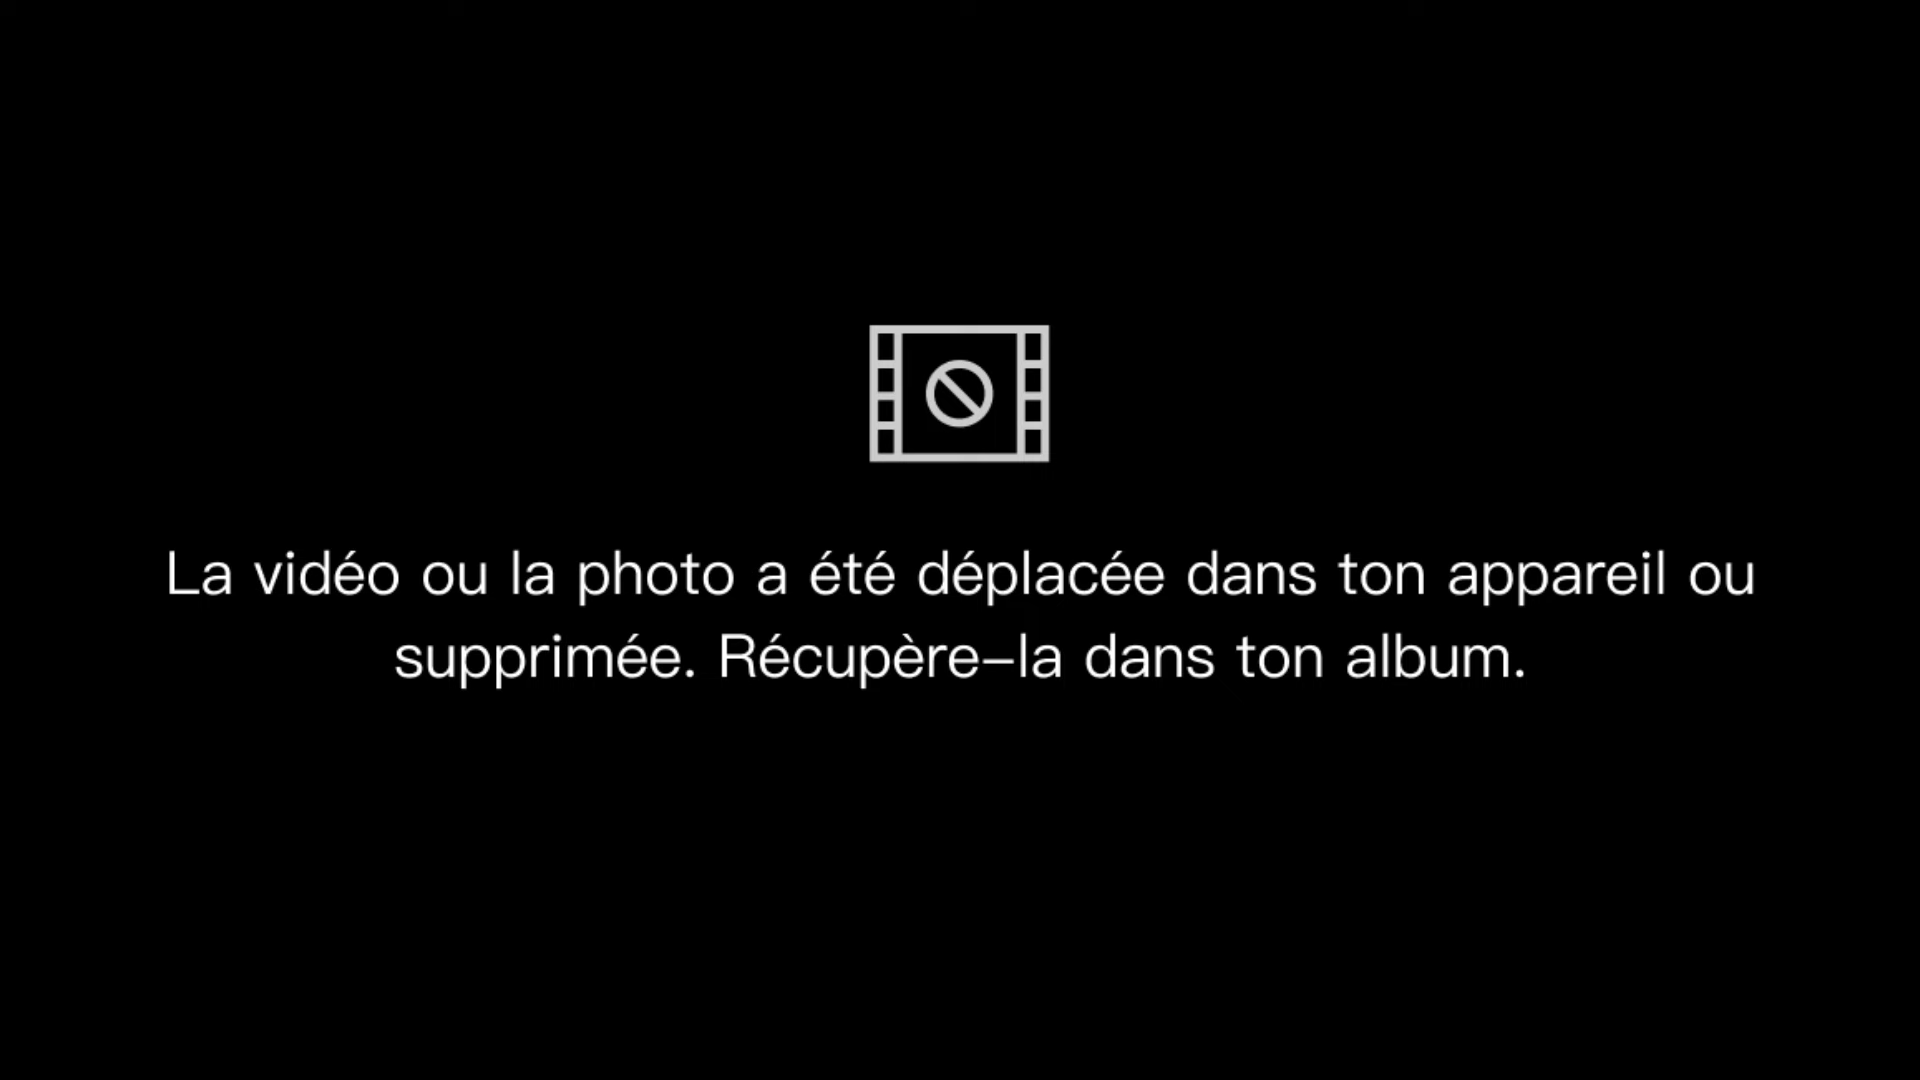 La vidéo ou la photo a été déplacée dans ton appareil ou
supprimée. Récupère-la dans ton album.